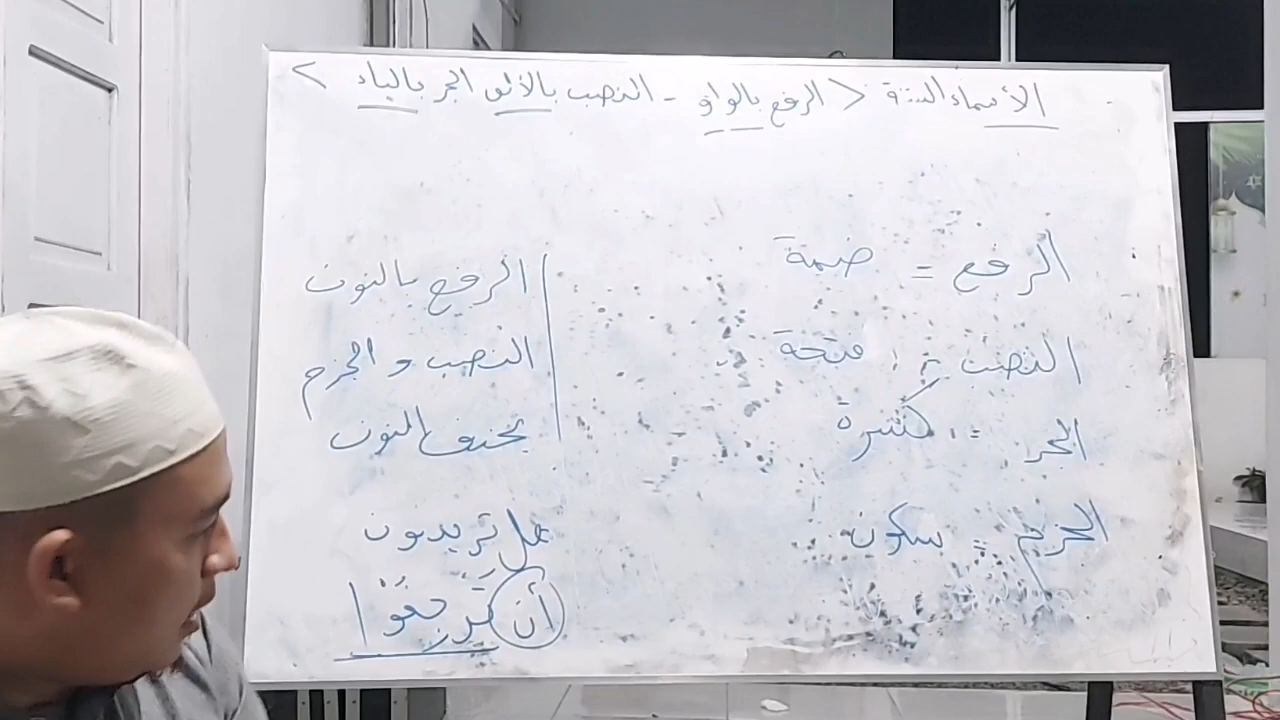 الأسماء الستة < الرفع بالواو - النصب بالألف الجر بالياء >
الرفع = ضمة
النصب = فتحة
الجر = كسرة
الجزم = سكون
الرفع بالنون
النصب و الجزم
بحذف النون
هل تريدون
أن ترجعوا